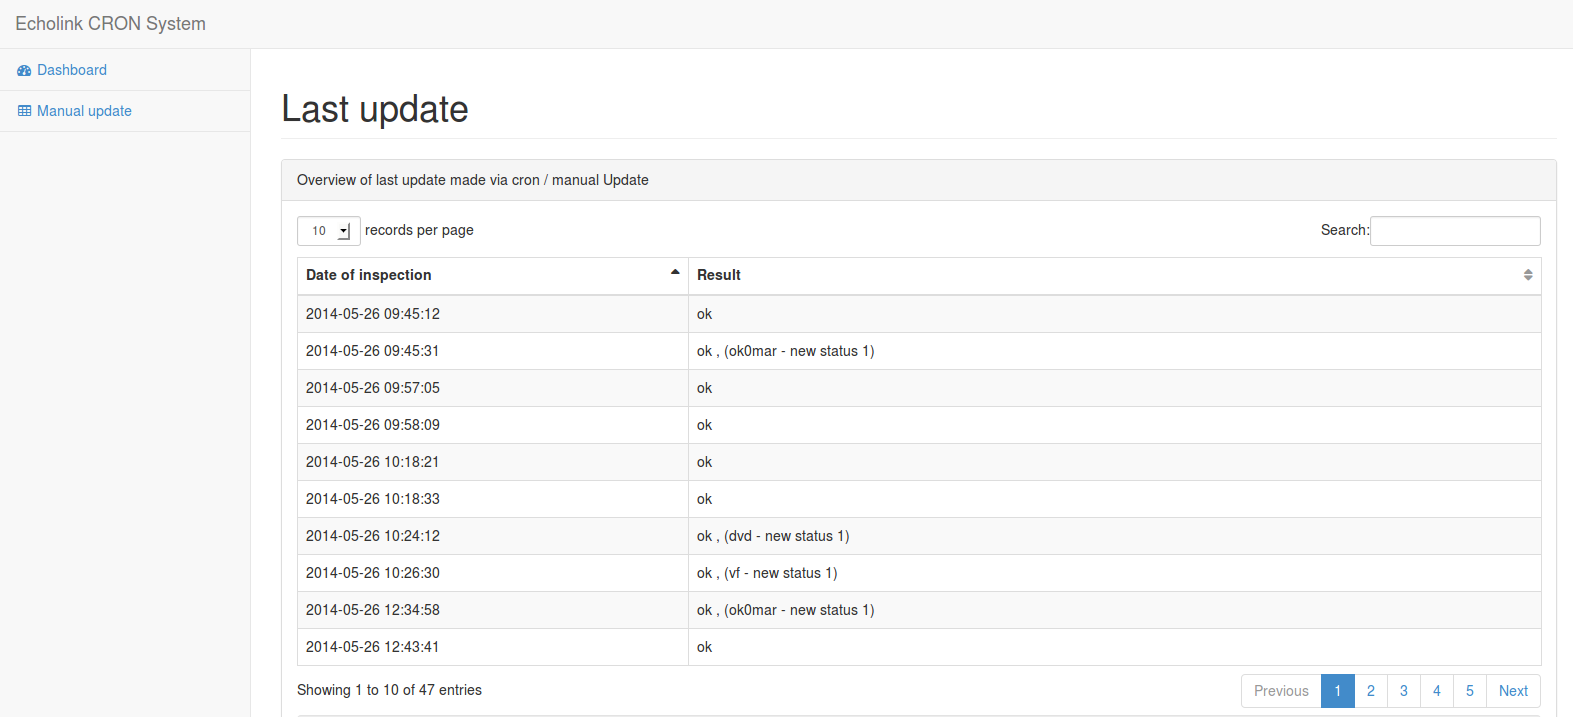 Echolink CRON System
Dashboard
Manual update
Last update
Overview of last update made via cron / manual Update
10 records per page Search:
Date of inspection Result
2014-05-26 09:45:12 ok
2014-05-26 09:45:31 ok , (ok0mar - new status 1)
2014-05-26 09:57:05 ok
2014-05-26 09:58:09 ok
2014-05-26 10:18:21 ok
2014-05-26 10:18:33 ok
2014-05-26 10:24:12 ok , (dvd - new status 1)
2014-05-26 10:26:30 ok , (vf - new status 1)
2014-05-26 12:34:58 ok , (ok0mar - new status 1)
2014-05-26 12:43:41 ok
Showing 1 to 10 of 47 entries Previous 1 2 3 4 5 Next